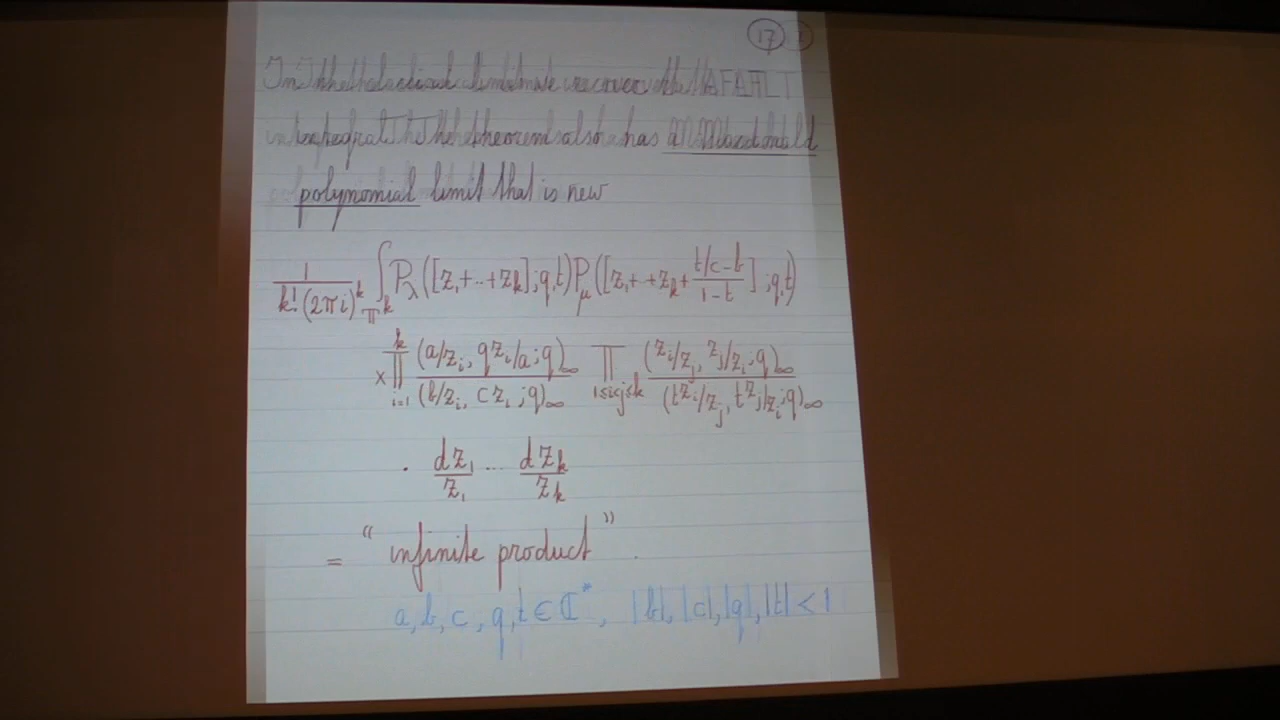 17
In the classical limit we recover the AFLT
integral. The theorem also has a Macdonald
polynomial limit that is new
1/(k!(2πi)^k) ∫_{𝕋^k} P_λ([z_1+...+z_k];q,t) P_μ([z_1+...+z_k + (t/c-b)/(1-t)];q,t)
× ∏_{i=1}^{k} (a/z_i, qz_i/a;q)_∞ / (b/z_i, cz_i;q)_∞ ∏_{1≤i<j≤k} (z_i/z_j, z_j/z_i;q)_∞ / (tz_i/z_j, tz_j/z_i;q)_∞
· dz_1/z_1 ... dz_k/z_k
= "infinite product".
a, b, c, q, t ∈ ℂ*, |b|, |c|, |q|, |t| < 1